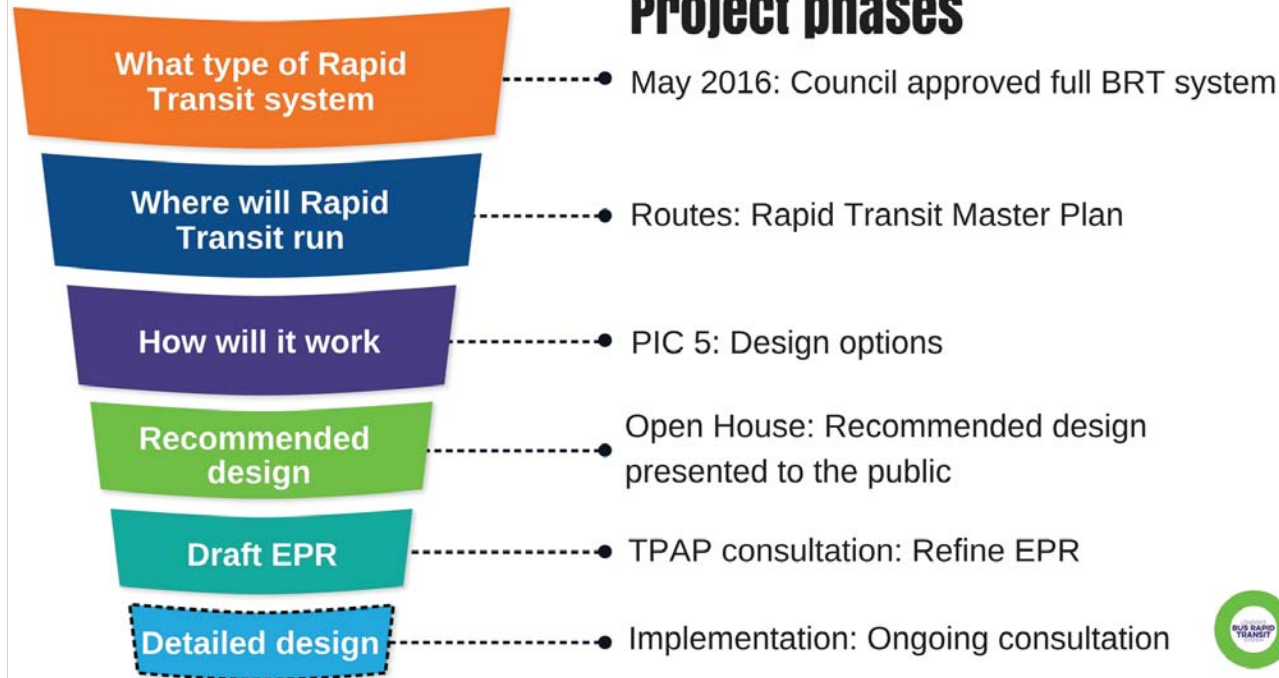 Project phases
What type of Rapid
Transit system
May 2016: Council approved full BRT system
Where will Rapid
Transit run
Routes: Rapid Transit Master Plan
How will it work
PIC 5: Design options
Recommended
design
Open House: Recommended design
presented to the public
Draft EPR
TPAP consultation: Refine EPR
Detailed design
Implementation: Ongoing consultation
BUS RAPID
TRANSIT